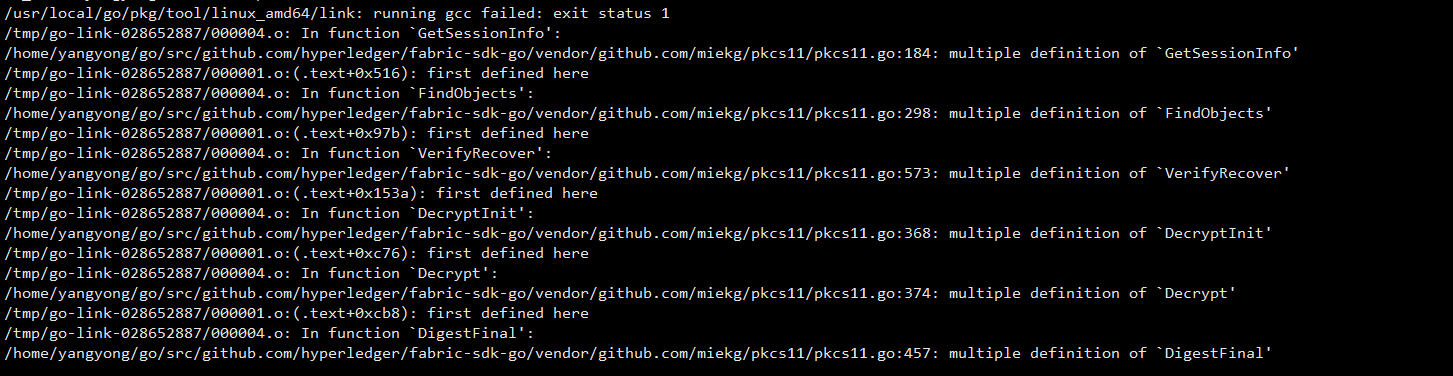 /usr/local/go/pkg/tool/linux_amd64/link: running gcc failed: exit status 1
/tmp/go-link-028652887/000004.o: In function `GetSessionInfo':
/home/yangyong/go/src/github.com/hyperledger/fabric-sdk-go/vendor/github.com/miekg/pkcs11/pkcs11.go:184: multiple definition of `GetSessionInfo'
/tmp/go-link-028652887/000001.o:(.text+0x516): first defined here
/tmp/go-link-028652887/000004.o: In function `FindObjects':
/home/yangyong/go/src/github.com/hyperledger/fabric-sdk-go/vendor/github.com/miekg/pkcs11/pkcs11.go:298: multiple definition of `FindObjects'
/tmp/go-link-028652887/000001.o:(.text+0x97b): first defined here
/tmp/go-link-028652887/000004.o: In function `VerifyRecover':
/home/yangyong/go/src/github.com/hyperledger/fabric-sdk-go/vendor/github.com/miekg/pkcs11/pkcs11.go:573: multiple definition of `VerifyRecover'
/tmp/go-link-028652887/000001.o:(.text+0x153a): first defined here
/tmp/go-link-028652887/000004.o: In function `DecryptInit':
/home/yangyong/go/src/github.com/hyperledger/fabric-sdk-go/vendor/github.com/miekg/pkcs11/pkcs11.go:368: multiple definition of `DecryptInit'
/tmp/go-link-028652887/000001.o:(.text+0xc76): first defined here
/tmp/go-link-028652887/000004.o: In function `Decrypt':
/home/yangyong/go/src/github.com/hyperledger/fabric-sdk-go/vendor/github.com/miekg/pkcs11/pkcs11.go:374: multiple definition of `Decrypt'
/tmp/go-link-028652887/000001.o:(.text+0xcb8): first defined here
/tmp/go-link-028652887/000004.o: In function `DigestFinal':
/home/yangyong/go/src/github.com/hyperledger/fabric-sdk-go/vendor/github.com/miekg/pkcs11/pkcs11.go:457: multiple definition of `DigestFinal'